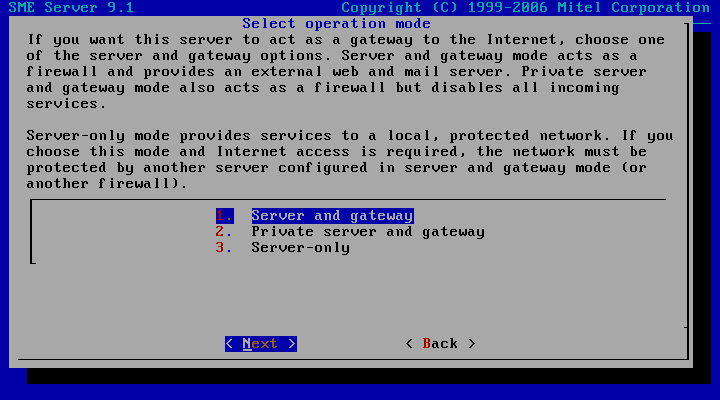 SME Server 9.1 Copyright (C) 1999-2006 Mitel Corporation
Select operation mode
If you want this server to act as a gateway to the Internet, choose one
of the server and gateway options. Server and gateway mode acts as a
firewall and provides an external web and mail server. Private server
and gateway mode also acts as a firewall but disables all incoming
services.
Server-only mode provides services to a local, protected network. If you
choose this mode and Internet access is required, the network must be
protected by another server configured in server and gateway mode (or
another firewall).
1. Server and gateway
2. Private server and gateway
3. Server-only
< Next > < Back >